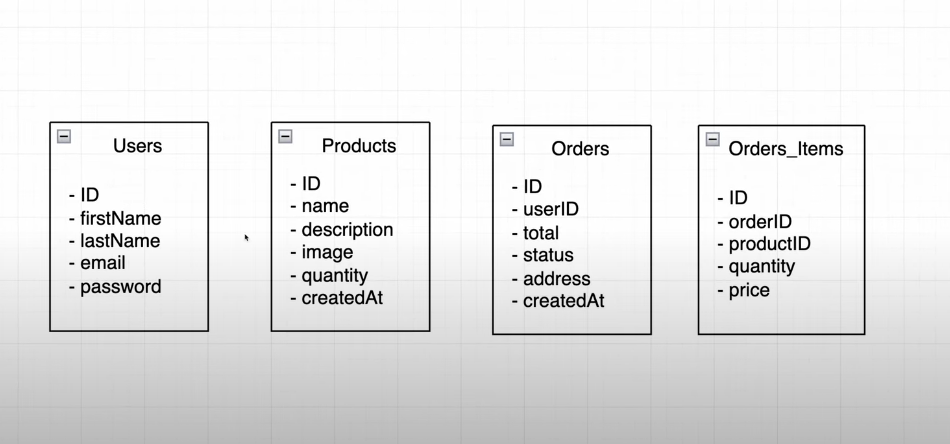 Users
- ID
- firstName
- lastName
- email
- password
Products
- ID
- name
- description
- image
- quantity
- createdAt
Orders
- ID
- userID
- total
- status
- address
- createdAt
Orders_Items
- ID
- orderID
- productID
- quantity
- price